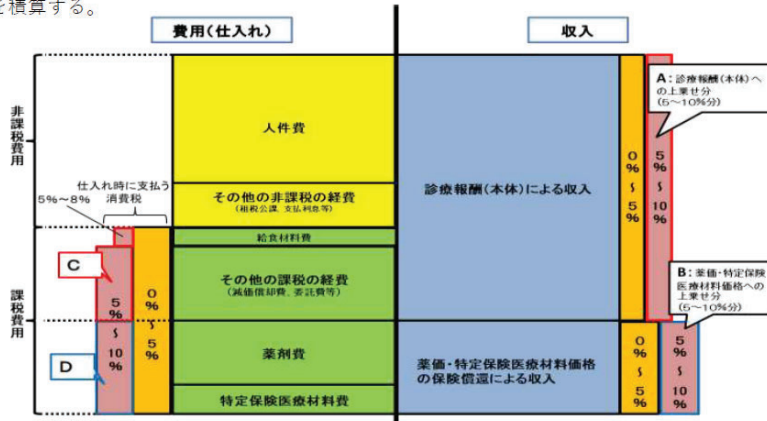 を積算する。
費用(仕入れ)
収入
非課税費用
人件費
その他の非課税の経費
(租税公課、支払利息等)
仕入れ時に支払う
消費税
5%~8%
給食材料費
課税費用
C
その他の課税の経費
(減価償却費、委託費等)
5%~10%
0%~5%
D
薬剤費
特定保険医療材料費
診療報酬(本体)による収入
0%~5%
5%~10%
A:診療報酬(本体)へ
の上乗せ分
(5~10%分)
薬価・特定保険医療材料価格
の保険償還による収入
0%~5%
5%~10%
B:薬価・特定保険
医療材料価格への
上乗せ分
(5~10%分)